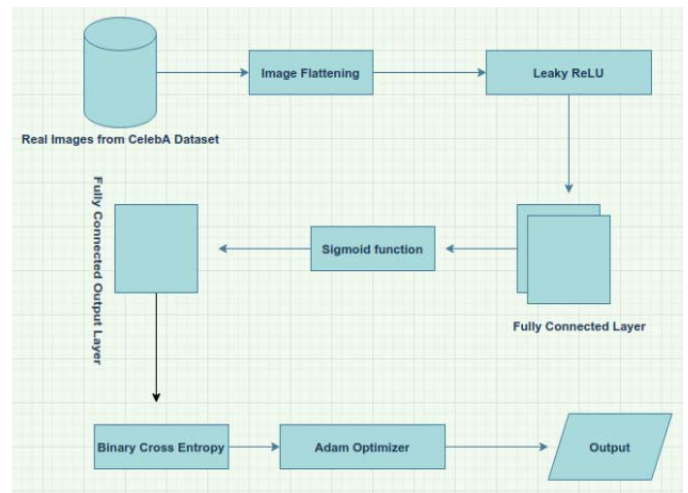 Image Flattening
Leaky ReLU
Real Images from CelebA Dataset
Fully Connected Output Layer
Sigmoid function
Fully Connected Layer
Binary Cross Entropy
Adam Optimizer
Output